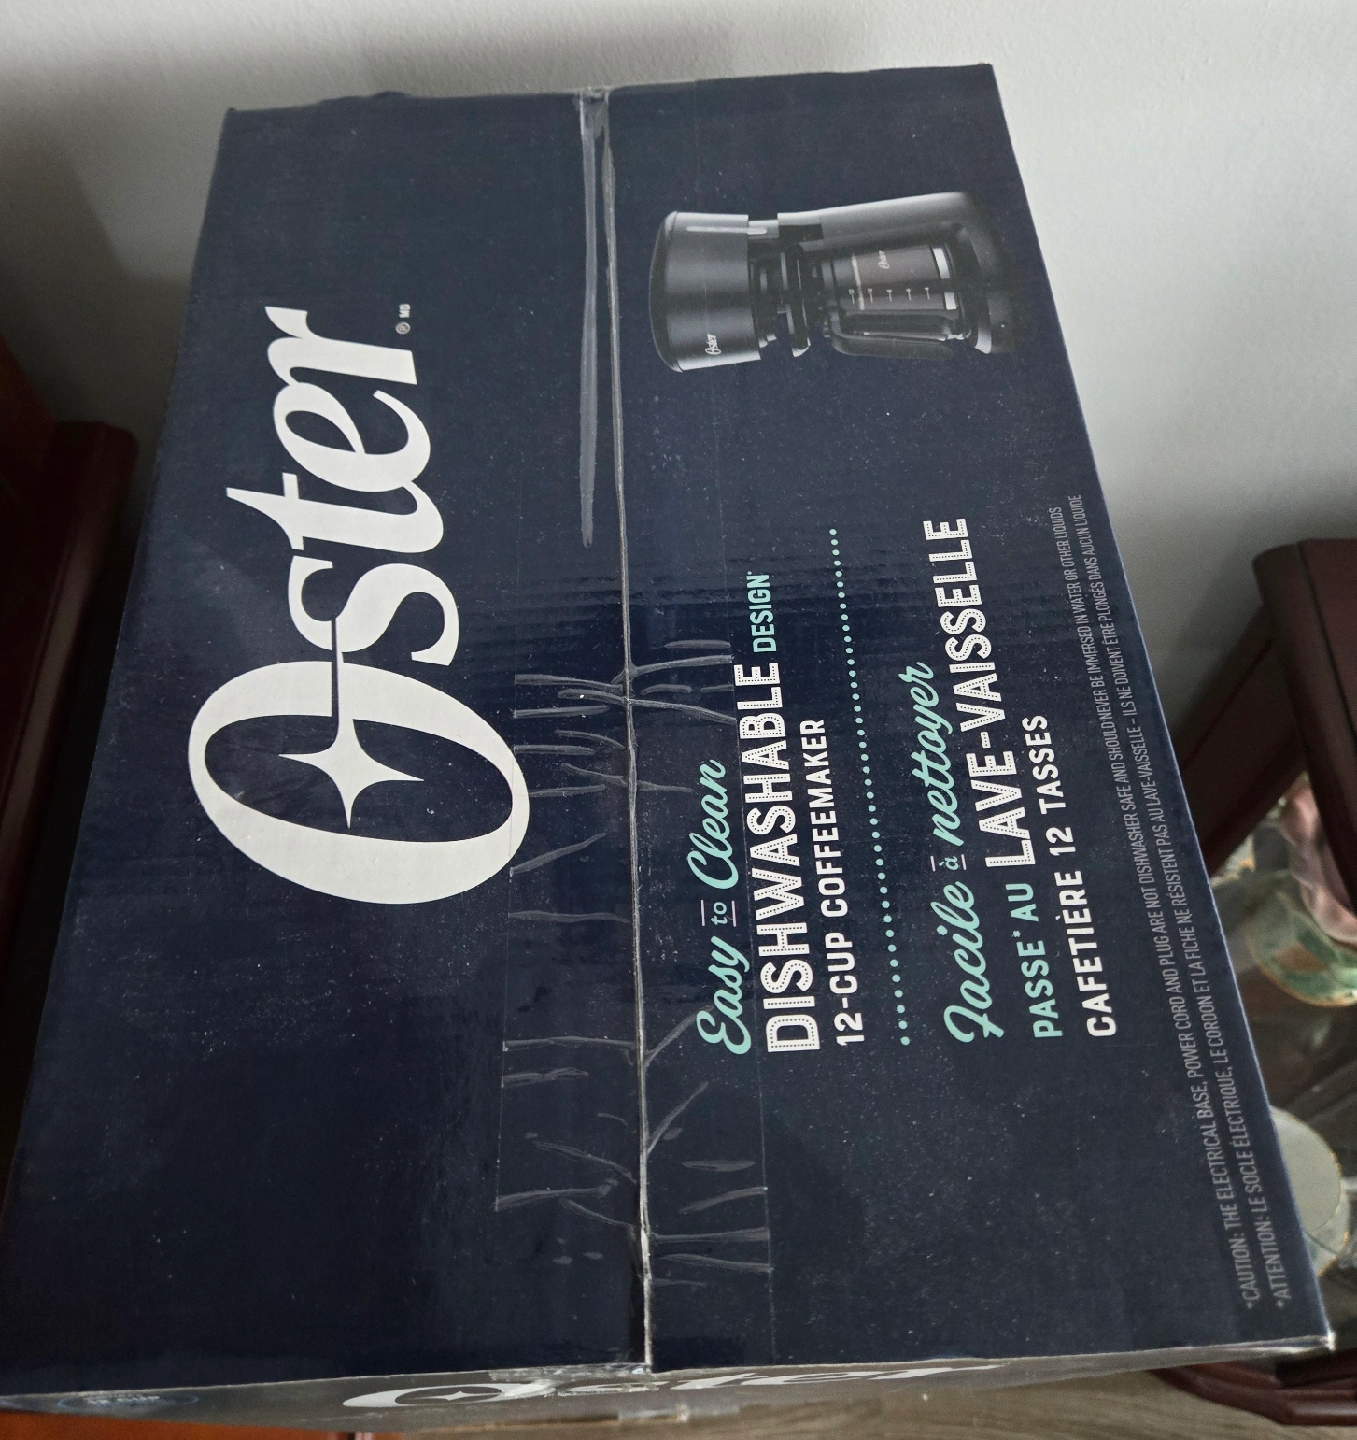 Oster
® MD
Easy to Clean
DISHWASHABLE DESIGN*
12-CUP COFFEEMAKER
Facile à nettoyer
PASSE* AU LAVE-VAISSELLE
CAFETIÈRE 12 TASSES
*CAUTION: THE ELECTRICAL BASE, POWER CORD AND PLUG ARE NOT DISHWASHER SAFE AND SHOULD NEVER BE IMMERSED IN WATER OR OTHER LIQUIDS
*ATTENTION: LE SOCLE ÉLECTRIQUE, LE CORDON ET LA FICHE NE RÉSISTENT PAS AU LAVE-VAISSELLE - ILS NE DOIVENT ÊTRE PLONGÉS DANS AUCUN LIQUIDE
Oster
Oster
Oster